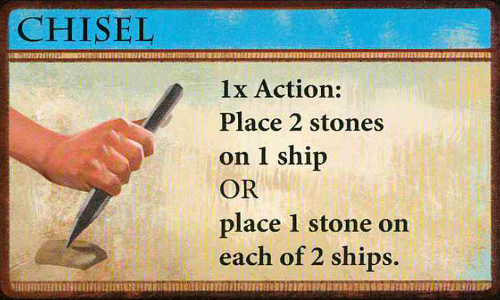 CHISEL
1x Action:
Place 2 stones
on 1 ship
OR
place 1 stone on
each of 2 ships.